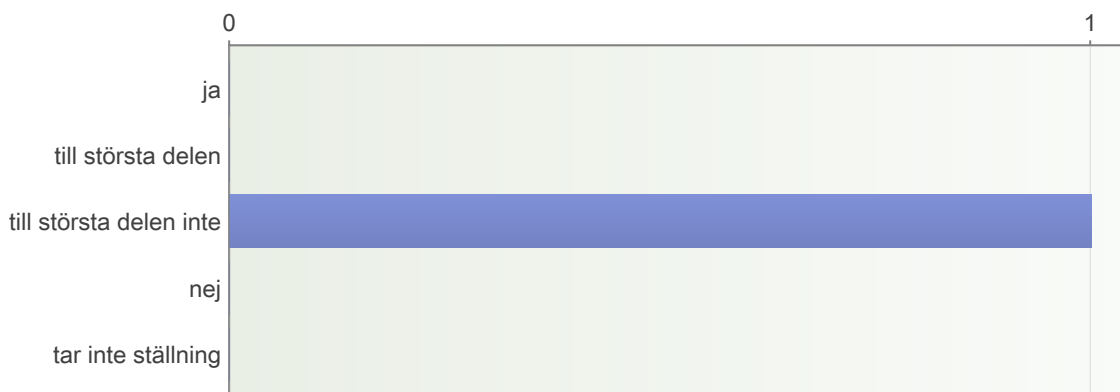 0 1
ja
till största delen
till största delen inte
nej
tar inte ställning